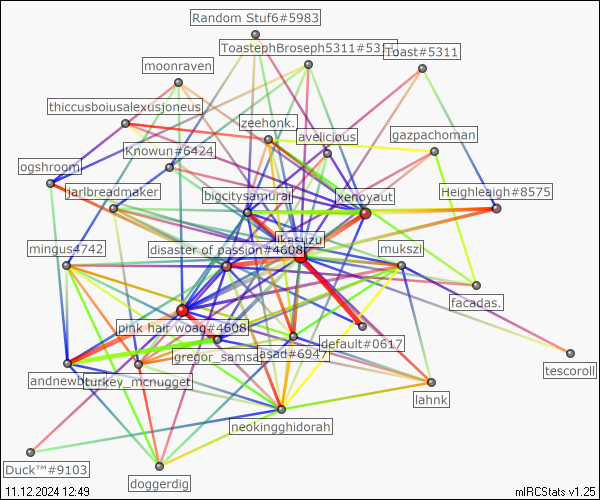 Random Stuf6#5983
ToastephBroseph5311#531
Toast#5311
moonraven
thiccusboiusalexusjoneus
zeehonk.
avelicious
gazpachoman
Knowun#6424
ogshroom
jarlbreadmaker
bigcitysamurai
xenoyaut
Heighleaigh#8575
ikasuzu
mingus4742
disaster of passion#4608
mukszi
facadas.
pink hair woag#4608
default#0617
gregor_samsa
asad#6947
tescoroll
turkey_mcnugget
lahnk
neokingghidorah
Duck™#9103
doggerdig
11.12.2024 12:49
mIRCStats v1.25